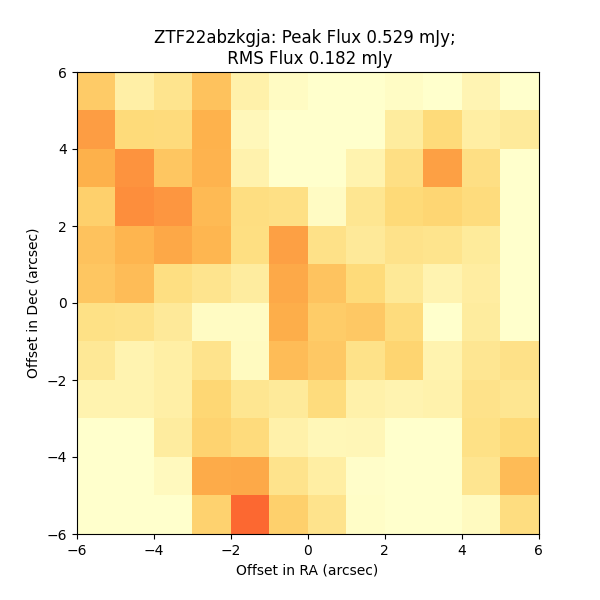 ZTF22abzkgja: Peak Flux 0.529 mJy;
RMS Flux 0.182 mJy
6
4
2
0
−2
−4
−6
Offset in Dec (arcsec)
−6 −4 −2 0 2 4 6
Offset in RA (arcsec)